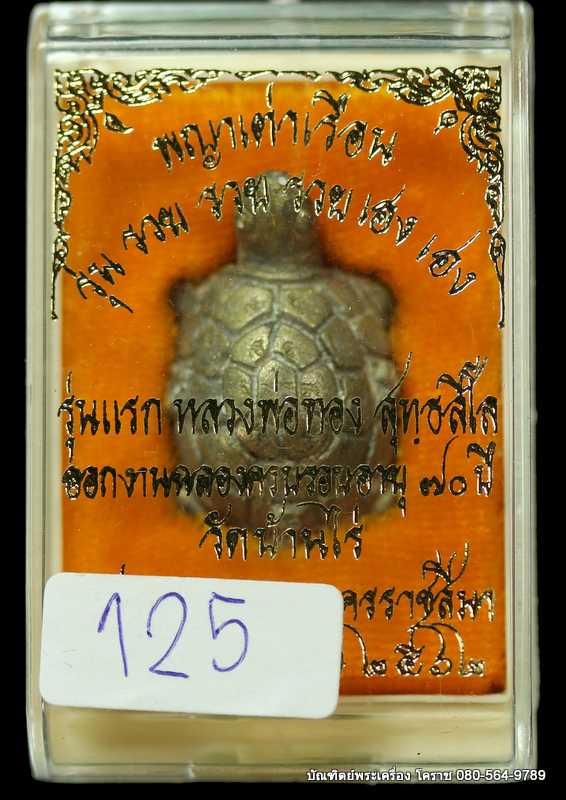 พญาเต่าเรือน
รุ่น รวย รวย รวย เฮง เฮง
รุ่นแรก หลวงพ่อทอง สุทธสีโล
ออกงานฉลองครบรอบอายุ ๗๐ ปี
วัดบ้านไร่
นครราชสีมา
๒๕๖๒
125
บัณฑิตย์พระเครื่อง โคราช 080-564-9789